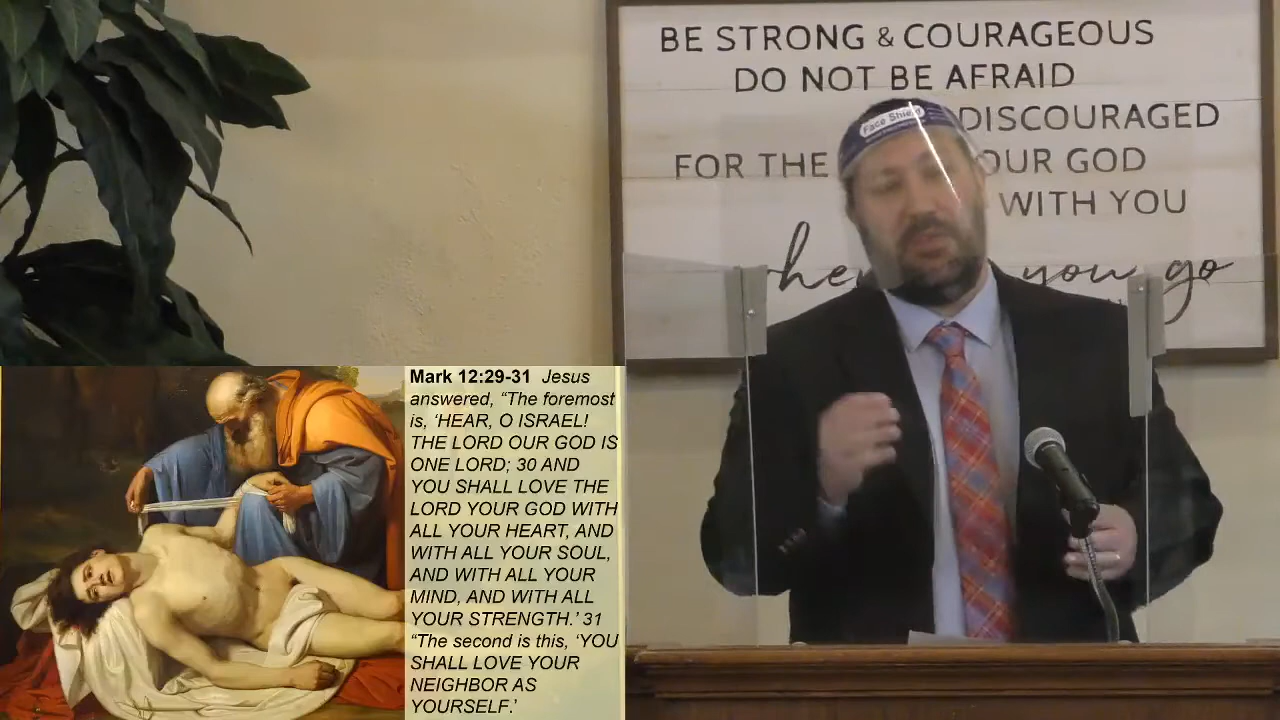 BE STRONG & COURAGEOUS
DO NOT BE AFRAID
DISCOURAGED
FOR THE OUR GOD
WITH YOU
you go
Face Shield
Mark 12:29-31 Jesus
answered, “The foremost
is, ‘HEAR, O ISRAEL!
THE LORD OUR GOD IS
ONE LORD; 30 AND
YOU SHALL LOVE THE
LORD YOUR GOD WITH
ALL YOUR HEART, AND
WITH ALL YOUR SOUL,
AND WITH ALL YOUR
MIND, AND WITH ALL
YOUR STRENGTH.’ 31
“The second is this, ‘YOU
SHALL LOVE YOUR
NEIGHBOR AS
YOURSELF.’